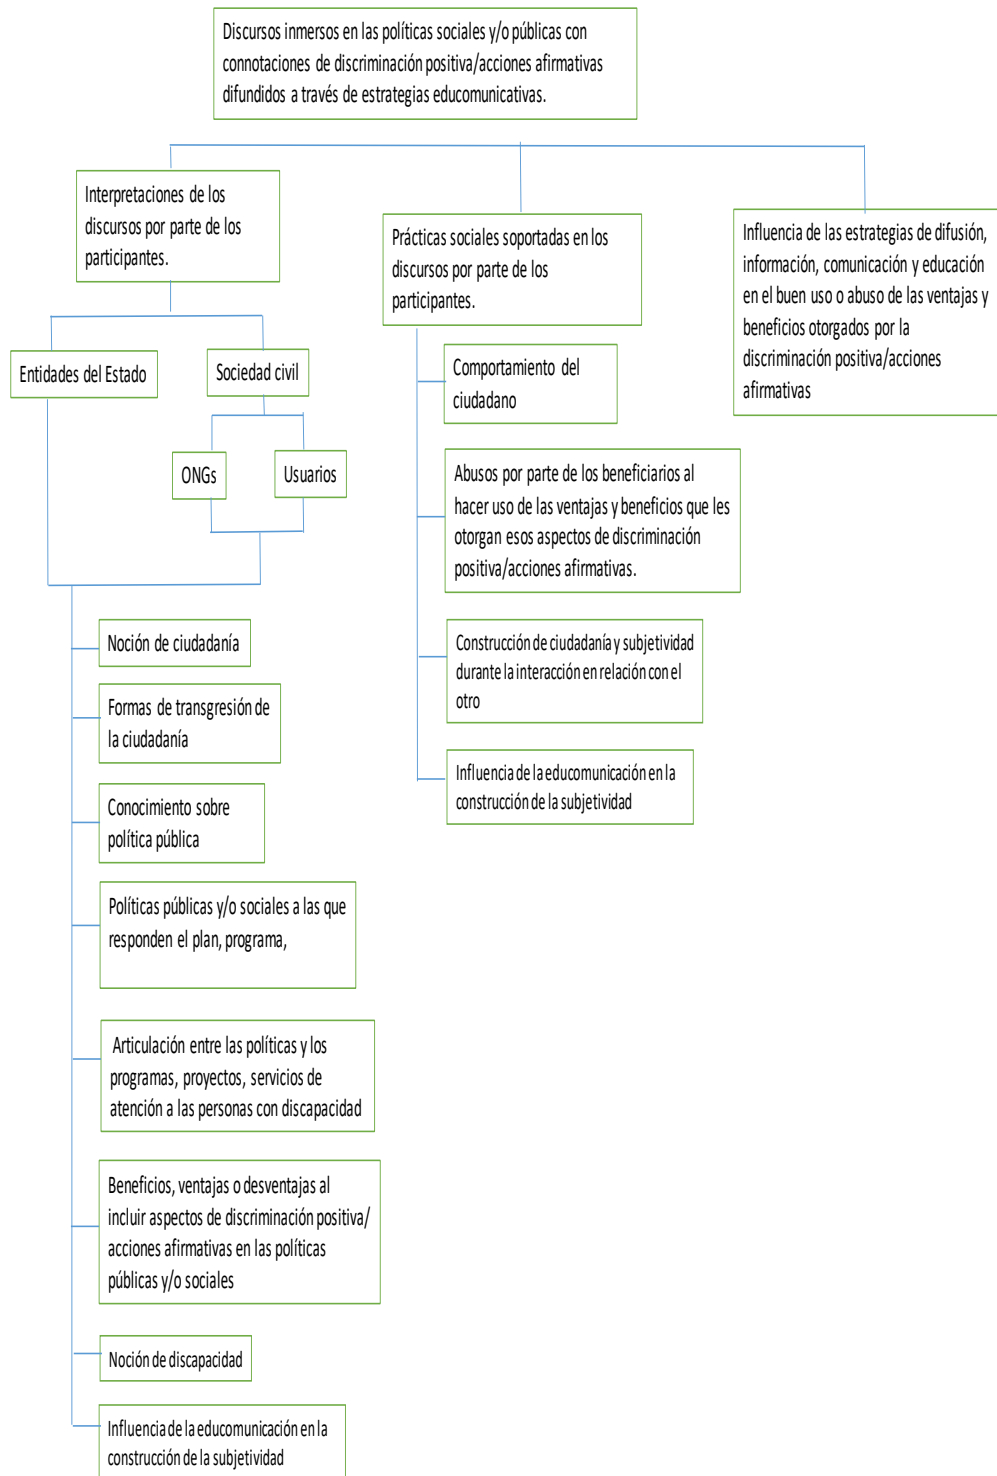 Discursos inmersos en las políticas sociales y/o públicas con
connotaciones de discriminación positiva/acciones afirmativas
difundidos a través de estrategias educomunicativas.
Interpretaciones de los
discursos por parte de los
participantes.
Entidades del Estado
Sociedad civil
ONGs
Usuarios
Noción de ciudadanía
Formas de transgresión de
la ciudadanía
Conocimiento sobre
política pública
Políticas públicas y/o sociales a las que
responden el plan, programa,
Articulación entre las políticas y los
programas, proyectos, servicios de
atención a las personas con discapacidad
Beneficios, ventajas o desventajas al
incluir aspectos de discriminación positiva/
acciones afirmativas en las políticas
públicas y/o sociales
Noción de discapacidad
Influencia de la educomunicación en la
construcción de la subjetividad
Prácticas sociales soportadas en los
discursos por parte de los
participantes.
Comportamiento del
ciudadano
Abusos por parte de los beneficiarios al
hacer uso de las ventajas y beneficios que les
otorgan esos aspectos de discriminación
positiva/acciones afirmativas.
Construcción de ciudadanía y subjetividad
durante la interacción en relación con el
otro
Influencia de la educomunicación en la
construcción de la subjetividad
Influencia de las estrategias de difusión,
información, comunicación y educación
en el buen uso o abuso de las ventajas y
beneficios otorgados por la
discriminación positiva/acciones
afirmativas